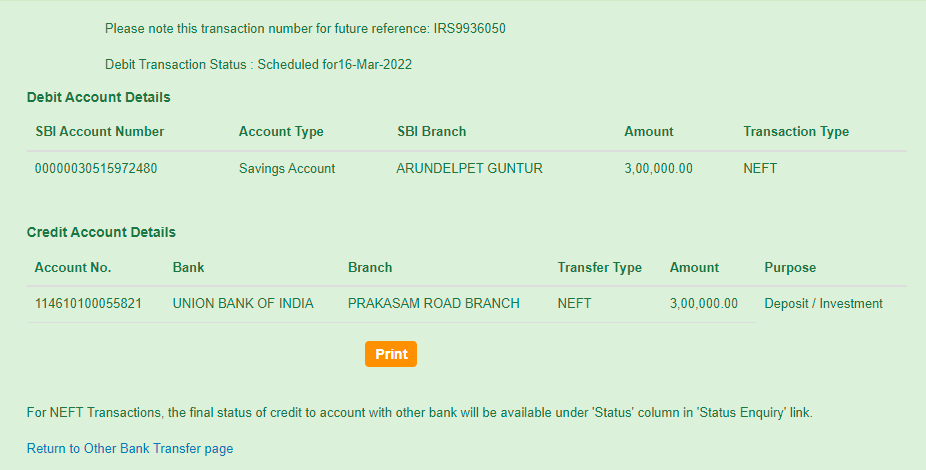 Please note this transaction number for future reference: IRS9936050
Debit Transaction Status : Scheduled for16-Mar-2022
Debit Account Details
SBI Account Number Account Type SBI Branch Amount Transaction Type
00000030515972480 Savings Account ARUNDELPET GUNTUR 3,00,000.00 NEFT
Credit Account Details
Account No. Bank Branch Transfer Type Amount Purpose
114610100055821 UNION BANK OF INDIA PRAKASAM ROAD BRANCH NEFT 3,00,000.00 Deposit / Investment
Print
For NEFT Transactions, the final status of credit to account with other bank will be available under 'Status' column in 'Status Enquiry' link.
Return to Other Bank Transfer page